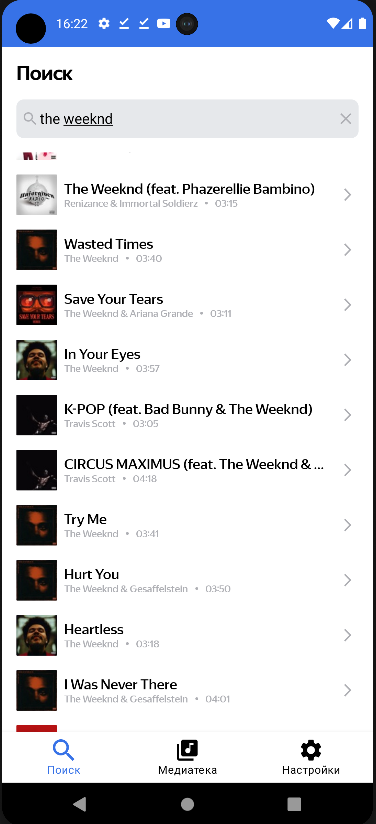 16:22
Поиск
the weeknd
The Weeknd (feat. Phazerellie Bambino)
Renizance & Immortal Soldierz • 03:15
Wasted Times
The Weeknd • 03:40
Save Your Tears
The Weeknd & Ariana Grande • 03:11
In Your Eyes
The Weeknd • 03:57
K-POP (feat. Bad Bunny & The Weeknd)
Travis Scott • 03:05
CIRCUS MAXIMUS (feat. The Weeknd & ...
Travis Scott • 04:18
Try Me
The Weeknd • 03:41
Hurt You
The Weeknd & Gesaffelstein • 03:50
Heartless
The Weeknd • 03:18
I Was Never There
The Weeknd & Gesaffelstein • 04:01
Поиск
Медиатека
Настройки